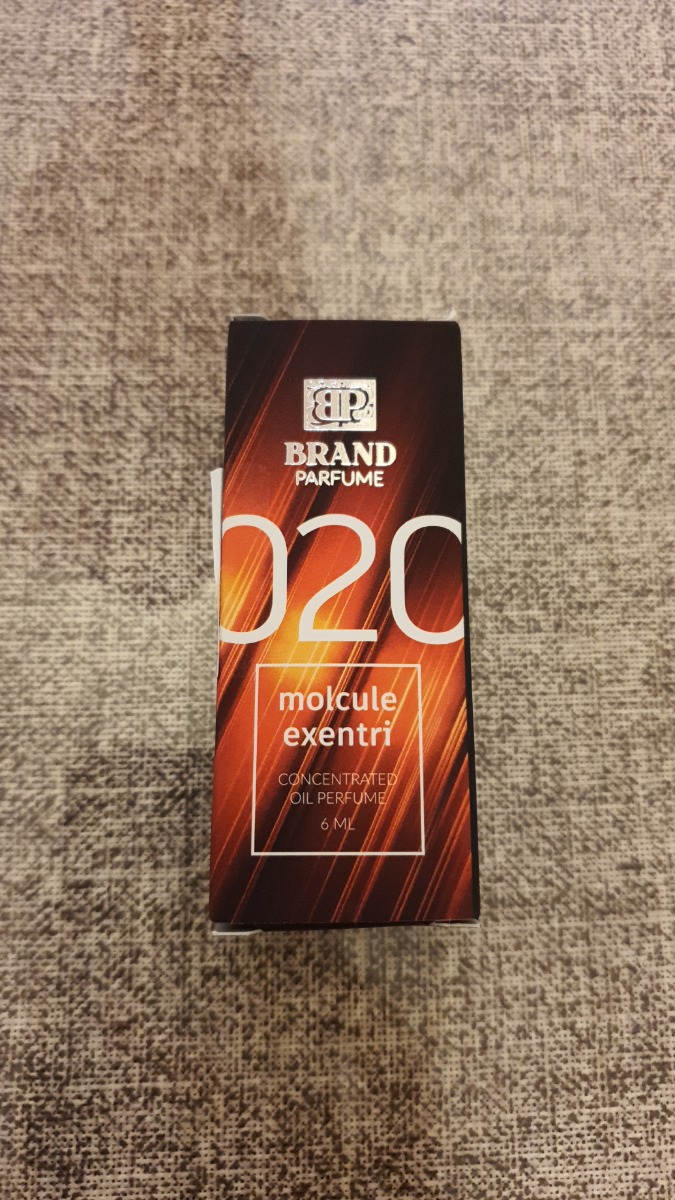 BP
BRAND
PARFUME
020
molcule
exentri
CONCENTRATED
OIL PERFUME
6 ML